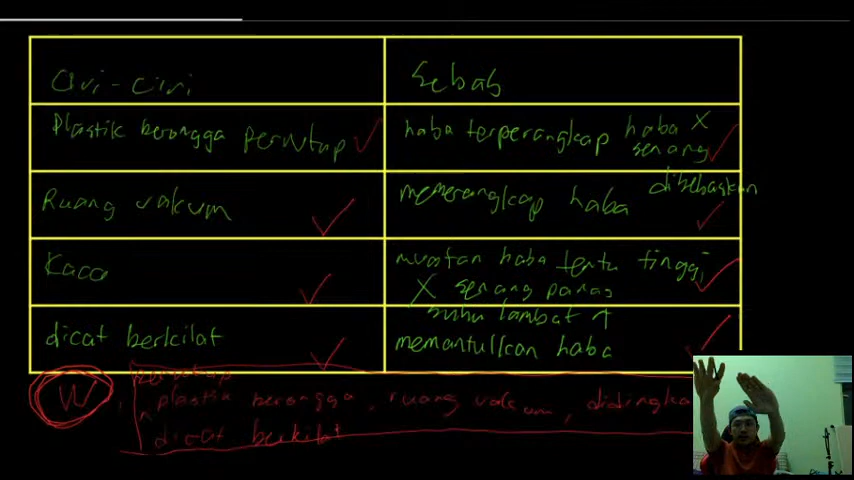 Ciri-ciri
Sebab
Plastik berongga penutup
haba terperangkap haba X
senang
dibebaskan
Ruang vakum
memerangkap haba
Kaca
muatan haba tentu tinggi
X senang panas
suhu lambat ↑
dicat berkilat
memantulkan haba
W
penutup
plastik berongga, ruang vakum,
dicat berkilat